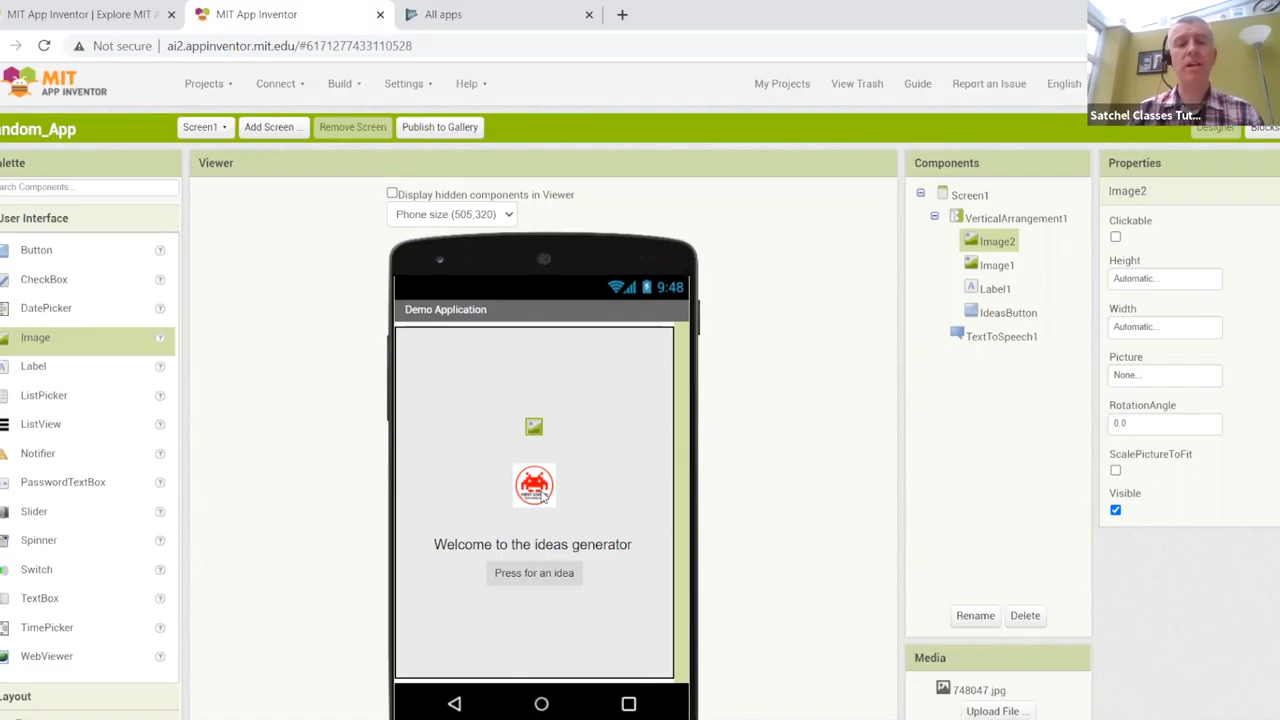 MIT App Inventor | Explore MIT A
MIT App Inventor
All apps
Not secure
ai2.appinventor.mit.edu/#6171277433110528
MIT
APP INVENTOR
Projects
Connect
Build
Settings
Help
My Projects
View Trash
Guide
Report an Issue
English
Satchel Classes Tut...
andom_App
Screen1
Add Screen ...
Remove Screen
Publish to Gallery
Designer
Blocks
alette
Viewer
Components
Properties
earch Components...
User Interface
Button
CheckBox
DatePicker
Image
Label
ListPicker
ListView
Notifier
PasswordTextBox
Slider
Spinner
Switch
TextBox
TimePicker
WebViewer
Layout
Display hidden components in Viewer
Phone size (505,320)
9:48
Demo Application
Welcome to the ideas generator
Press for an idea
Screen1
VerticalArrangement1
Image2
Image1
Label1
IdeasButton
TextToSpeech1
Rename
Delete
Media
748047.jpg
Upload File ...
Image2
Clickable
Height
Automatic...
Width
Automatic...
Picture
None...
RotationAngle
0.0
ScalePictureToFit
Visible